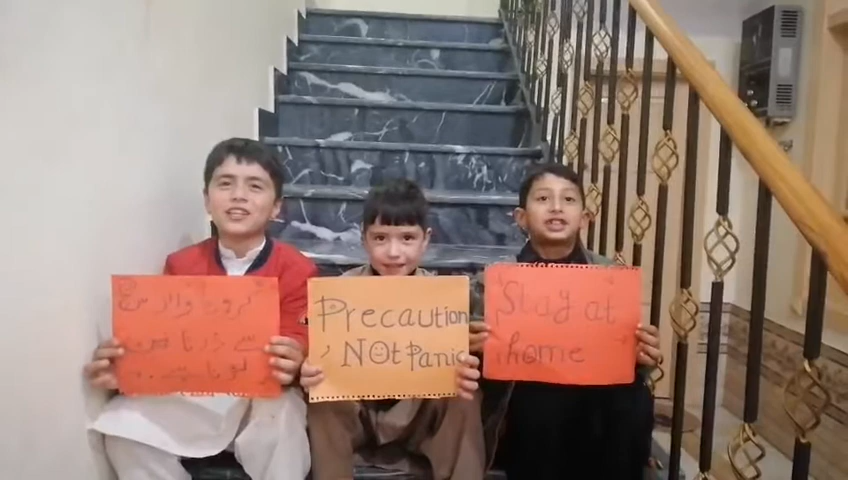 کرونا وائرس
سے ڈرنا نہیں
لڑنا ہے۔
Precaution
Not Panic
Stay at
home